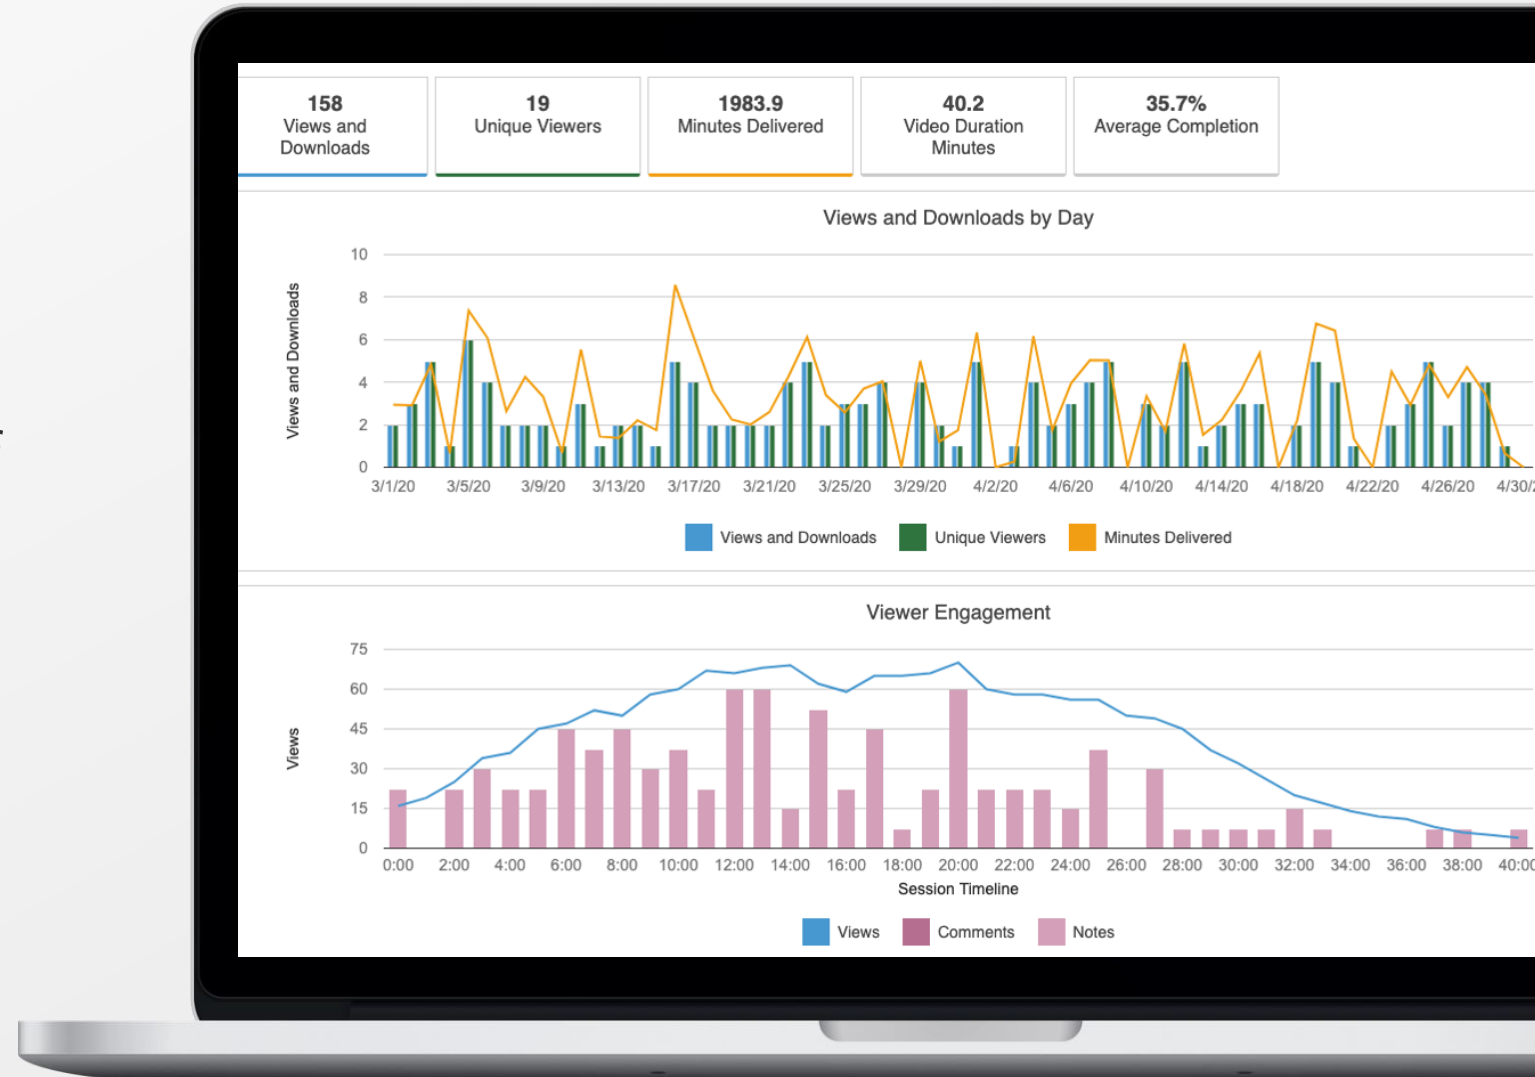 158
Views and
Downloads
19
Unique Viewers
1983.9
Minutes Delivered
40.2
Video Duration
Minutes
35.7%
Average Completion
Views and Downloads by Day
Views and Downloads
10
8
6
4
2
0
3/1/20 3/5/20 3/9/20 3/13/20 3/17/20 3/21/20 3/25/20 3/29/20 4/2/20 4/6/20 4/10/20 4/14/20 4/18/20 4/22/20 4/26/20 4/30/2
Views and Downloads Unique Viewers Minutes Delivered
Viewer Engagement
Views
75
60
45
30
15
0
0:00 2:00 4:00 6:00 8:00 10:00 12:00 14:00 16:00 18:00 20:00 22:00 24:00 26:00 28:00 30:00 32:00 34:00 36:00 38:00 40:00
Session Timeline
Views Comments Notes